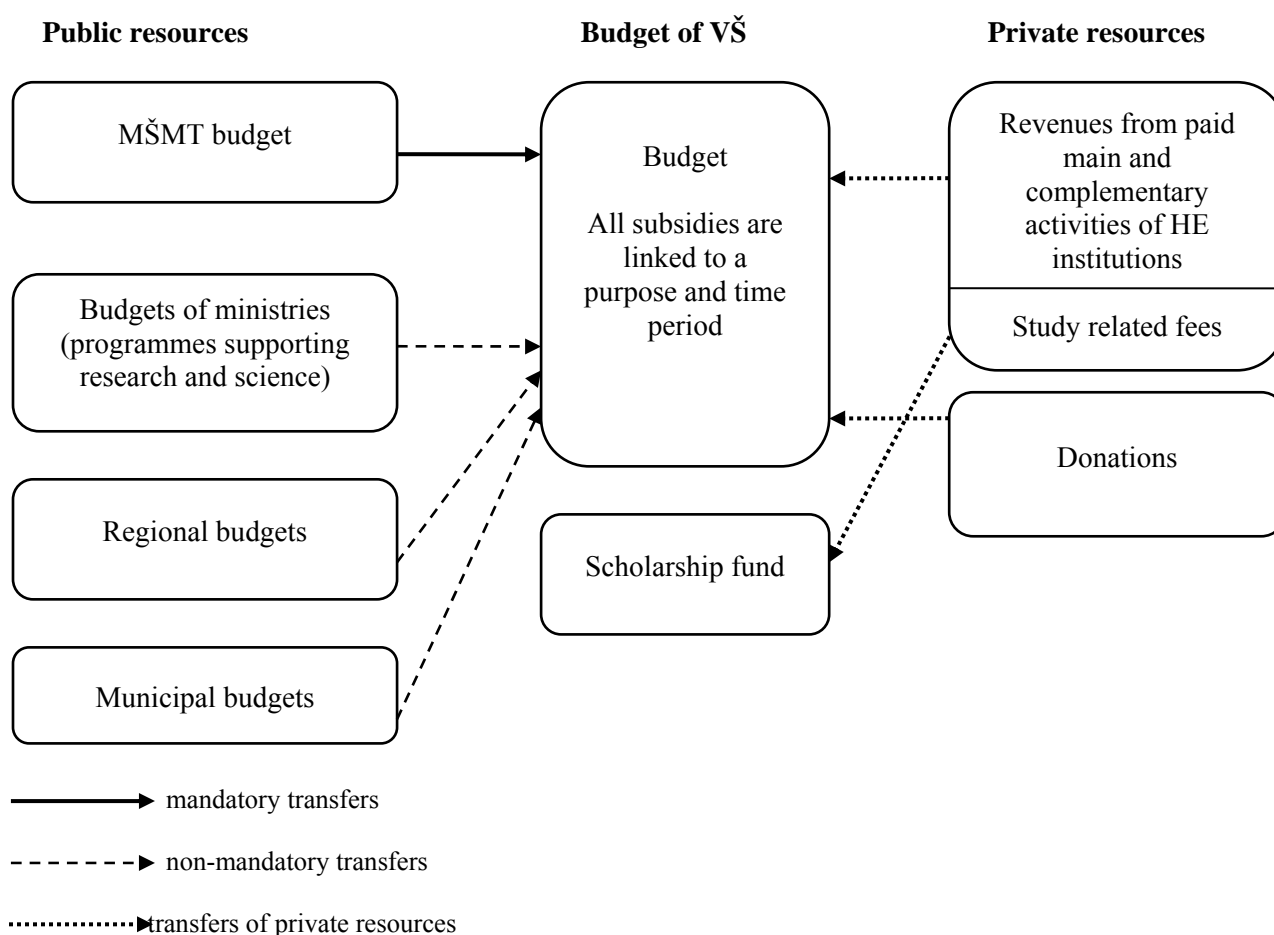 Public resources
Budget of VŠ
Private resources
MŠMT budget
Budgets of ministries
(programmes supporting
research and science)
Regional budgets
Municipal budgets
Budget
All subsidies are
linked to a
purpose and time
period
Scholarship fund
Revenues from paid
main and
complementary
activities of HE
institutions
Study related fees
Donations
mandatory transfers
non-mandatory transfers
transfers of private resources